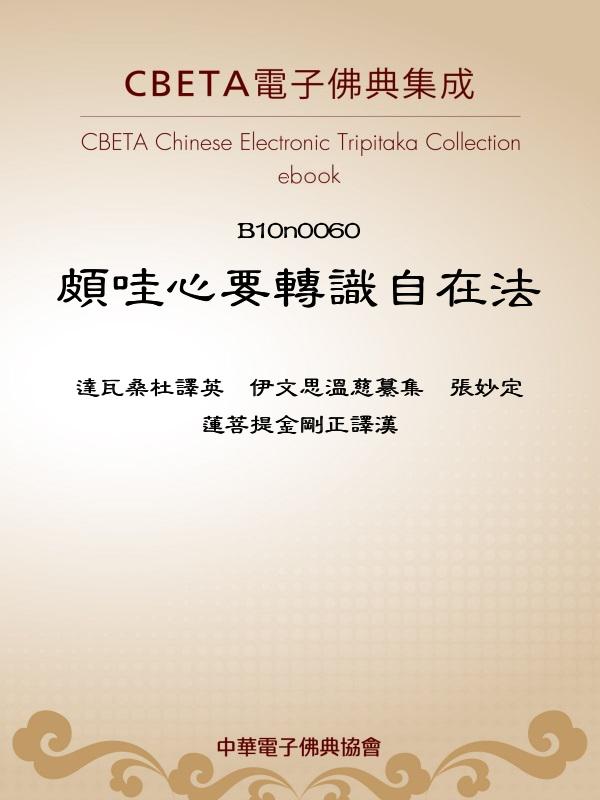 CBETA電子佛典集成
CBETA Chinese Electronic Tripitaka Collection
ebook
B10n0060
頗哇心要轉識自在法
達瓦桑杜譯英　伊文思溫慈纂集　張妙定
蓮菩提金剛正譯漢
中華電子佛典協會